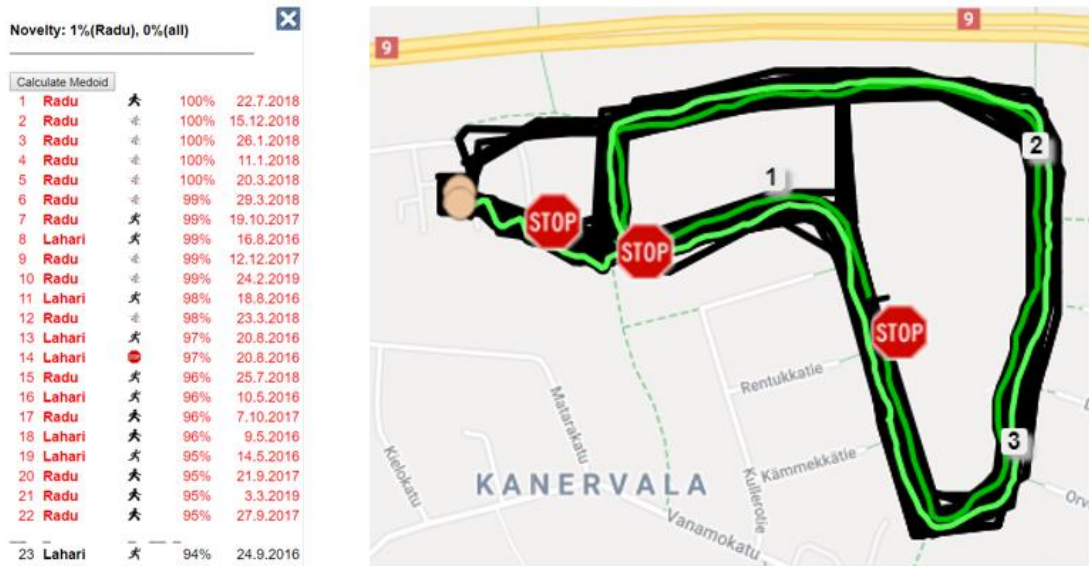 Novelty: 1%(Radu), 0%(all)
Calculate Medoid
1 Radu 100% 22.7.2018
2 Radu 100% 15.12.2018
3 Radu 100% 26.1.2018
4 Radu 100% 11.1.2018
5 Radu 100% 20.3.2018
6 Radu 99% 29.3.2018
7 Radu 99% 19.10.2017
8 Lahari 99% 16.8.2016
9 Radu 99% 12.12.2017
10 Radu 99% 24.2.2019
11 Lahari 98% 18.8.2016
12 Radu 98% 23.3.2018
13 Lahari 97% 20.8.2016
14 Lahari 97% 20.8.2016
15 Radu 96% 25.7.2018
16 Lahari 96% 10.5.2016
17 Radu 96% 7.10.2017
18 Lahari 96% 9.5.2016
19 Lahari 95% 14.5.2016
20 Radu 95% 21.9.2017
21 Radu 95% 3.3.2019
22 Radu 95% 27.9.2017
23 Lahari 94% 24.9.2016
9
9
2
1
STOP
STOP
STOP
Rentukkatie
3
Matarakatu
Kielokatu
Kämmekkätie
KANERVALA
Kullerotie
Vanamokatu